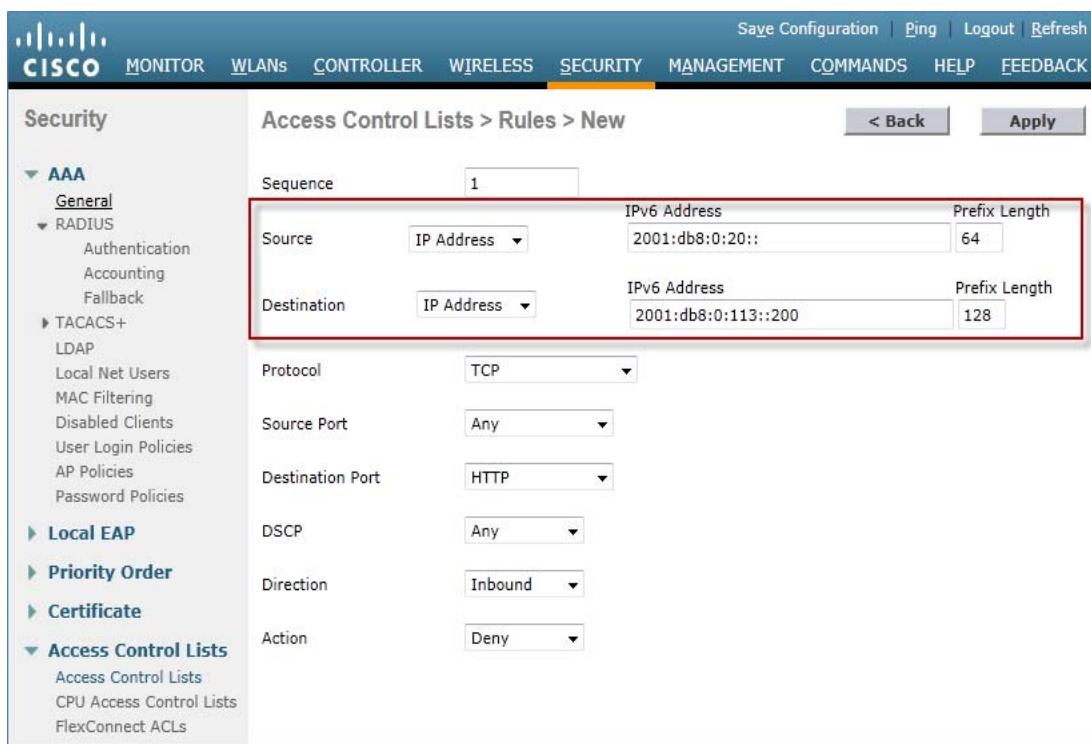 Save Configuration | Ping | Logout | Refresh
CISCO MONITOR WLANs CONTROLLER WIRELESS SECURITY MANAGEMENT COMMANDS HELP FEEDBACK
Security
AAA
General
RADIUS
Authentication
Accounting
Fallback
TACACS+
LDAP
Local Net Users
MAC Filtering
Disabled Clients
User Login Policies
AP Policies
Password Policies
Local EAP
Priority Order
Certificate
Access Control Lists
Access Control Lists
CPU Access Control Lists
FlexConnect ACLs
Access Control Lists > Rules > New
< Back
Apply
Sequence 1
IPv6 Address Prefix Length
Source IP Address 2001:db8:0:20:: 64
IPv6 Address Prefix Length
Destination IP Address 2001:db8:0:113::200 128
Protocol TCP
Source Port Any
Destination Port HTTP
DSCP Any
Direction Inbound
Action Deny